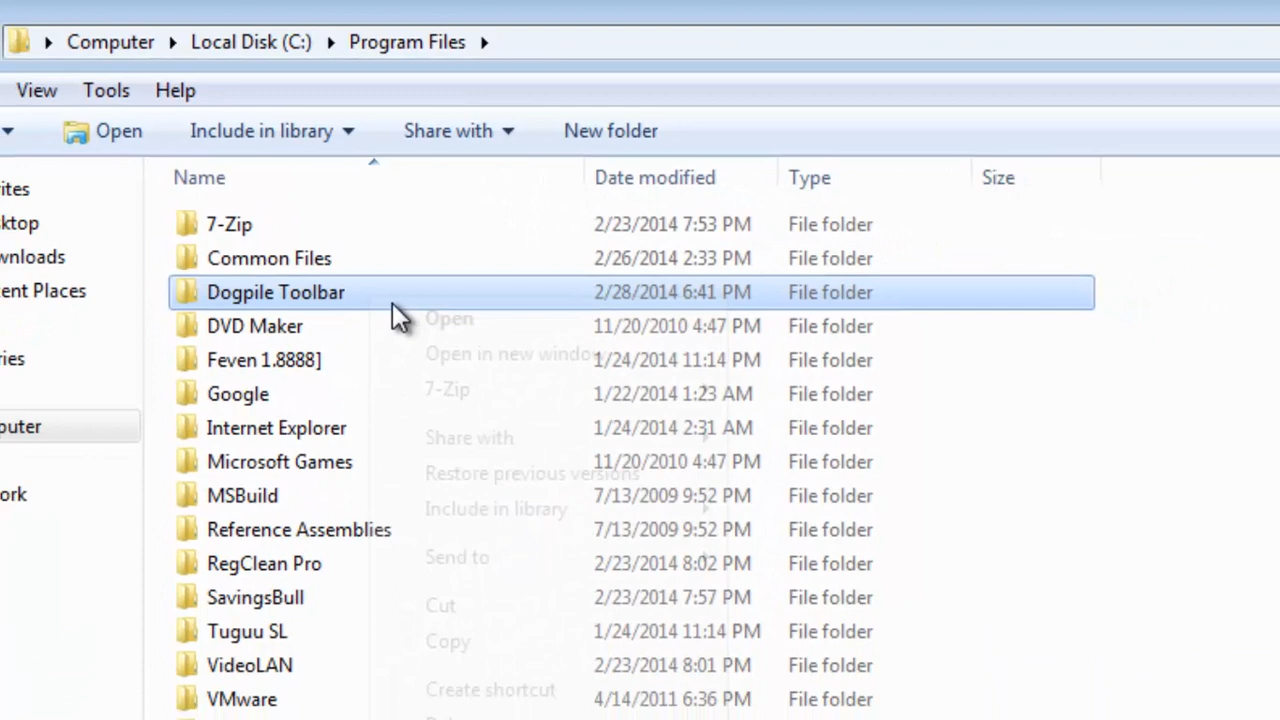 Computer Local Disk (C:) Program Files
View Tools Help
Open Include in library Share with New folder
Name Date modified Type Size
7-Zip 2/23/2014 7:53 PM File folder
Common Files 2/26/2014 2:33 PM File folder
Dogpile Toolbar 2/28/2014 6:41 PM File folder
DVD Maker 11/20/2010 4:47 PM File folder
Feven 1.8888] 1/24/2014 11:14 PM File folder
Google 1/22/2014 1:23 AM File folder
Internet Explorer 1/24/2014 2:31 AM File folder
Microsoft Games 11/20/2010 4:47 PM File folder
MSBuild 7/13/2009 9:52 PM File folder
Reference Assemblies 7/13/2009 9:52 PM File folder
RegClean Pro 2/23/2014 8:02 PM File folder
SavingsBull 2/23/2014 7:57 PM File folder
Tuguu SL 1/24/2014 11:14 PM File folder
VideoLAN 2/23/2014 8:01 PM File folder
VMware 4/14/2011 6:36 PM File folder
ites
sktop
wnloads
ent Places
ies
puter
ork
Open
Open in new window
7-Zip
Share with
Restore previous versions
Include in library
Send to
Cut
Copy
Create shortcut